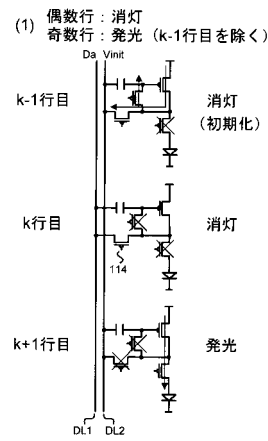 (1) 偶数行：消灯
奇数行：発光（k-1行目を除く）
Da Vinit
k-1行目
消灯
(初期化)
k行目
消灯
114
k+1行目
発光
DL1 DL2